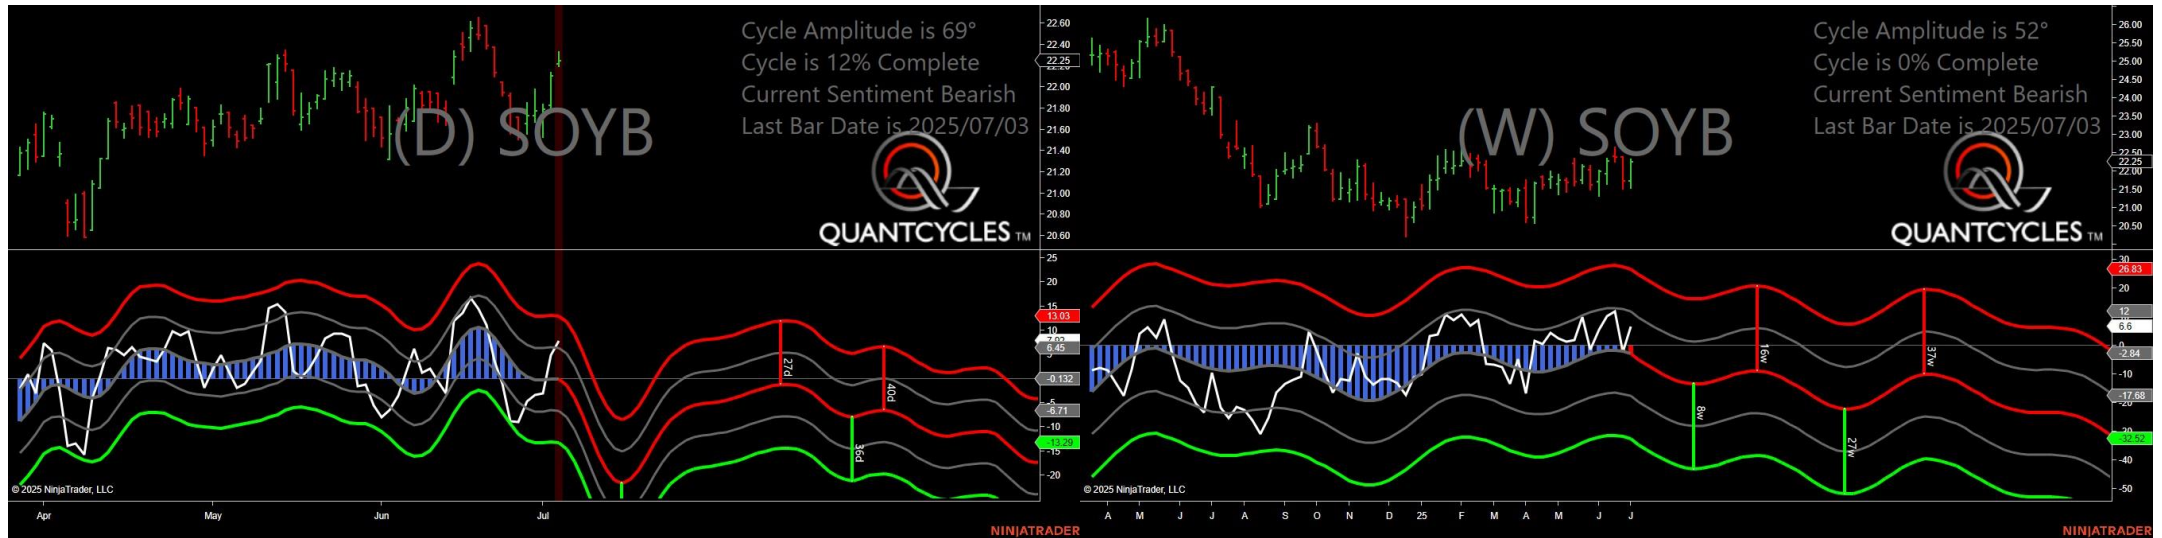 Cycle Amplitude is 69°
Cycle is 12% Complete
Current Sentiment Bearish
Last Bar Date is 2025/07/03
(D) SOYB
QUANTCYCLES TM
22.60
22.40
22.25
22.00
21.80
21.60
21.40
21.20
21.00
20.80
20.60
25
20
15
13.03
10
6.45
-0.132
-6.71
-10
-13.29
-15
-20
27d
40d
36d
© 2025 NinjaTrader, LLC
Apr May Jun Jul
NINJATRADER
Cycle Amplitude is 52°
Cycle is 0% Complete
Current Sentiment Bearish
Last Bar Date is 2025/07/03
(W) SOYB
QUANTCYCLES TM
26.00
25.50
25.00
24.50
24.00
23.50
23.00
22.50
22.25
22.00
21.50
21.00
20.50
30
26.83
20
12
6.6
0
-2.84
-10
-17.68
-32.52
-40
-50
16w
37w
8w
27w
© 2025 NinjaTrader, LLC
A M J J A S O N D 25 F M A M J J
NINJATRADER